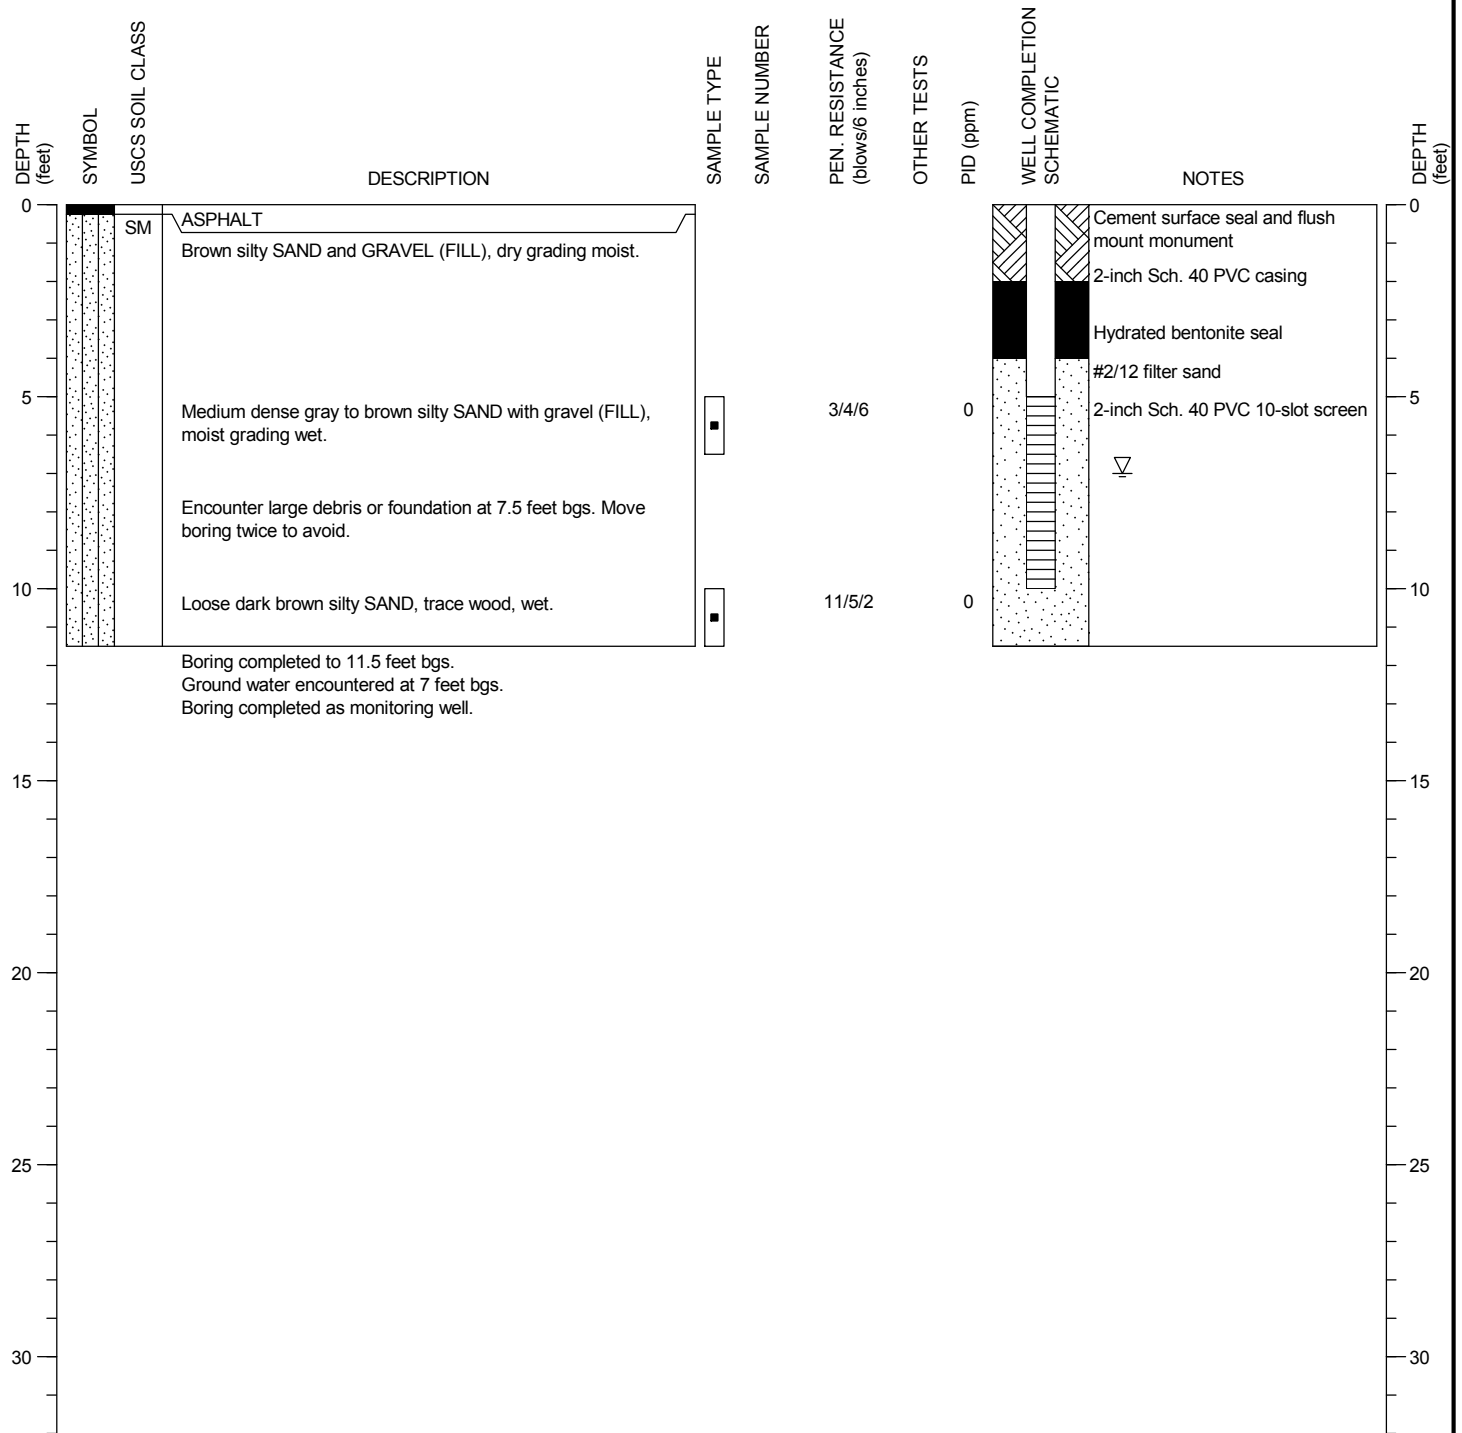 DEPTH
(feet)
SYMBOL
USCS SOIL CLASS
DESCRIPTION
SAMPLE TYPE
SAMPLE NUMBER
PEN. RESISTANCE
(blows/6 inches)
OTHER TESTS
PID (ppm)
WELL COMPLETION
SCHEMATIC
NOTES
DEPTH
(feet)
0
SM
ASPHALT
Brown silty SAND and GRAVEL (FILL), dry grading moist.
Cement surface seal and flush
mount monument
2-inch Sch. 40 PVC casing
Hydrated bentonite seal
#2/12 filter sand
0
5
Medium dense gray to brown silty SAND with gravel (FILL),
moist grading wet.
3/4/6
0
2-inch Sch. 40 PVC 10-slot screen
5
Encounter large debris or foundation at 7.5 feet bgs. Move
boring twice to avoid.
10
Loose dark brown silty SAND, trace wood, wet.
11/5/2
0
10
Boring completed to 11.5 feet bgs.
Ground water encountered at 7 feet bgs.
Boring completed as monitoring well.
15
15
20
20
25
25
30
30